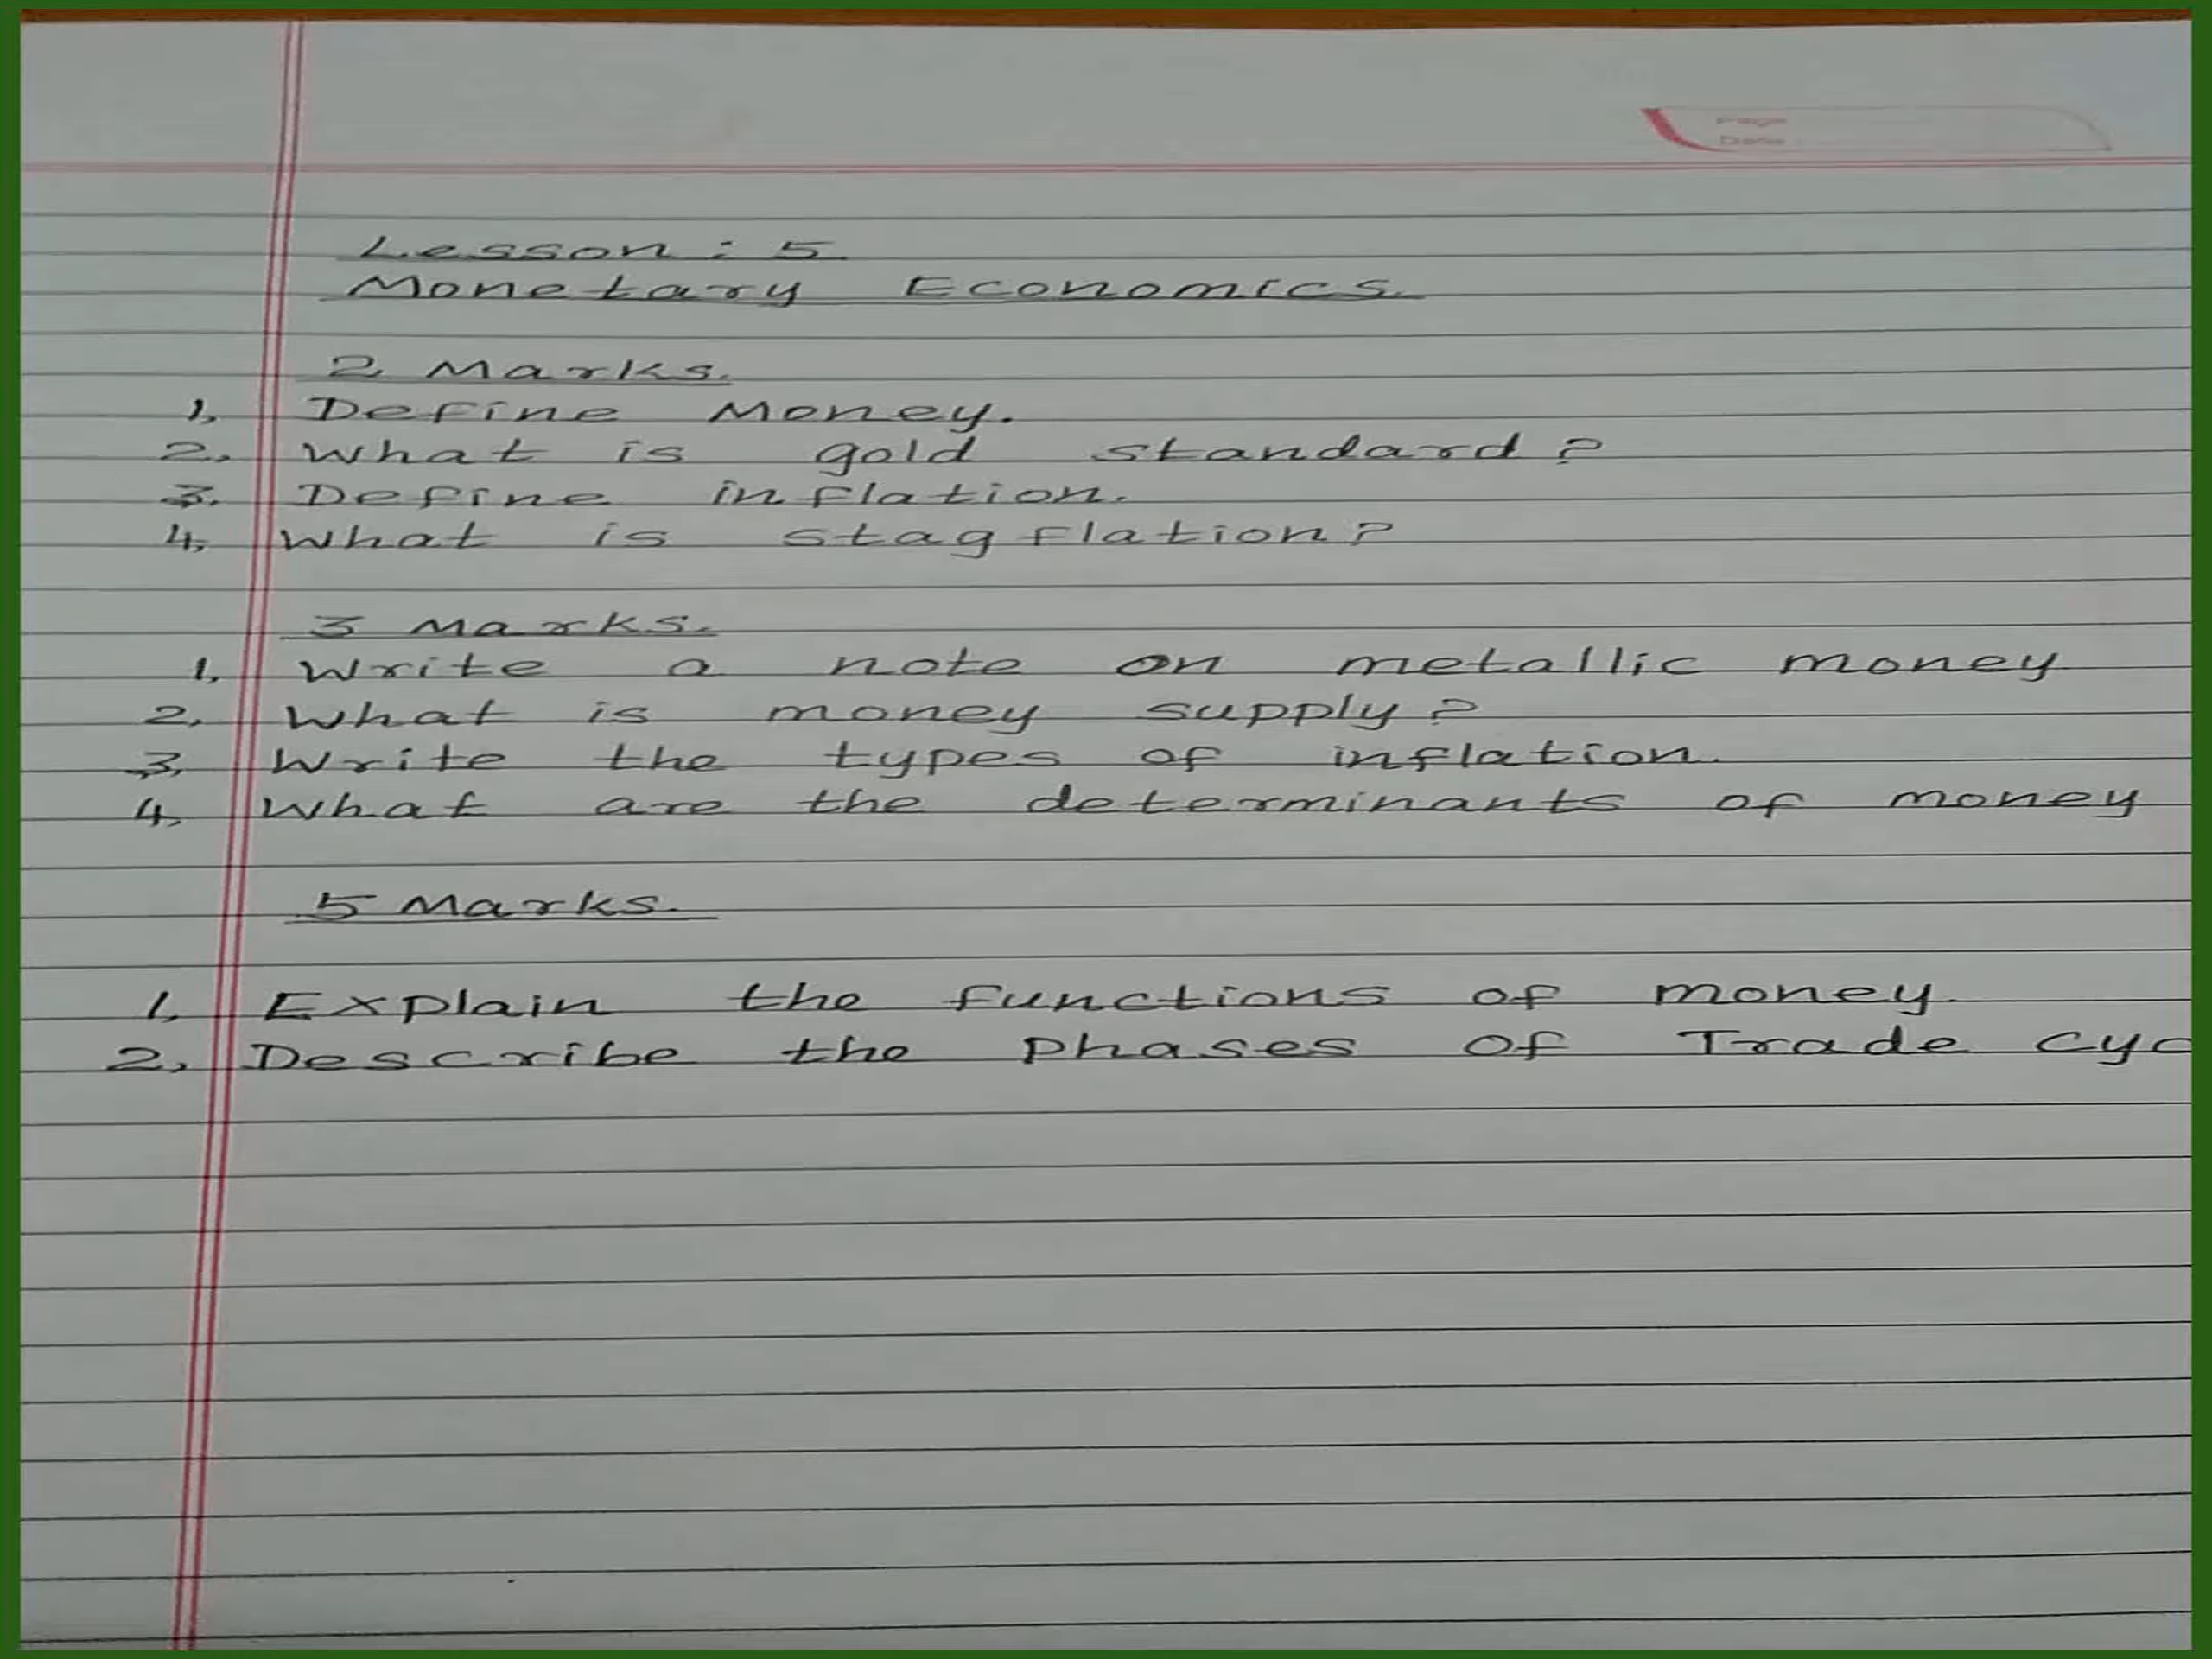 Page
Date
Lesson : 5
Monetary Economics.
2 Marks.
1, Define Money.
2. What is gold standard?
3. Define inflation.
4, What is stagflation?
3 Marks.
1, Write a note on metallic money
2. What is money supply?
3, Write the types of inflation.
4, What are the determinants of money
5 Marks.
1, Explain the functions of money.
2, Describe the Phases of Trade cyc